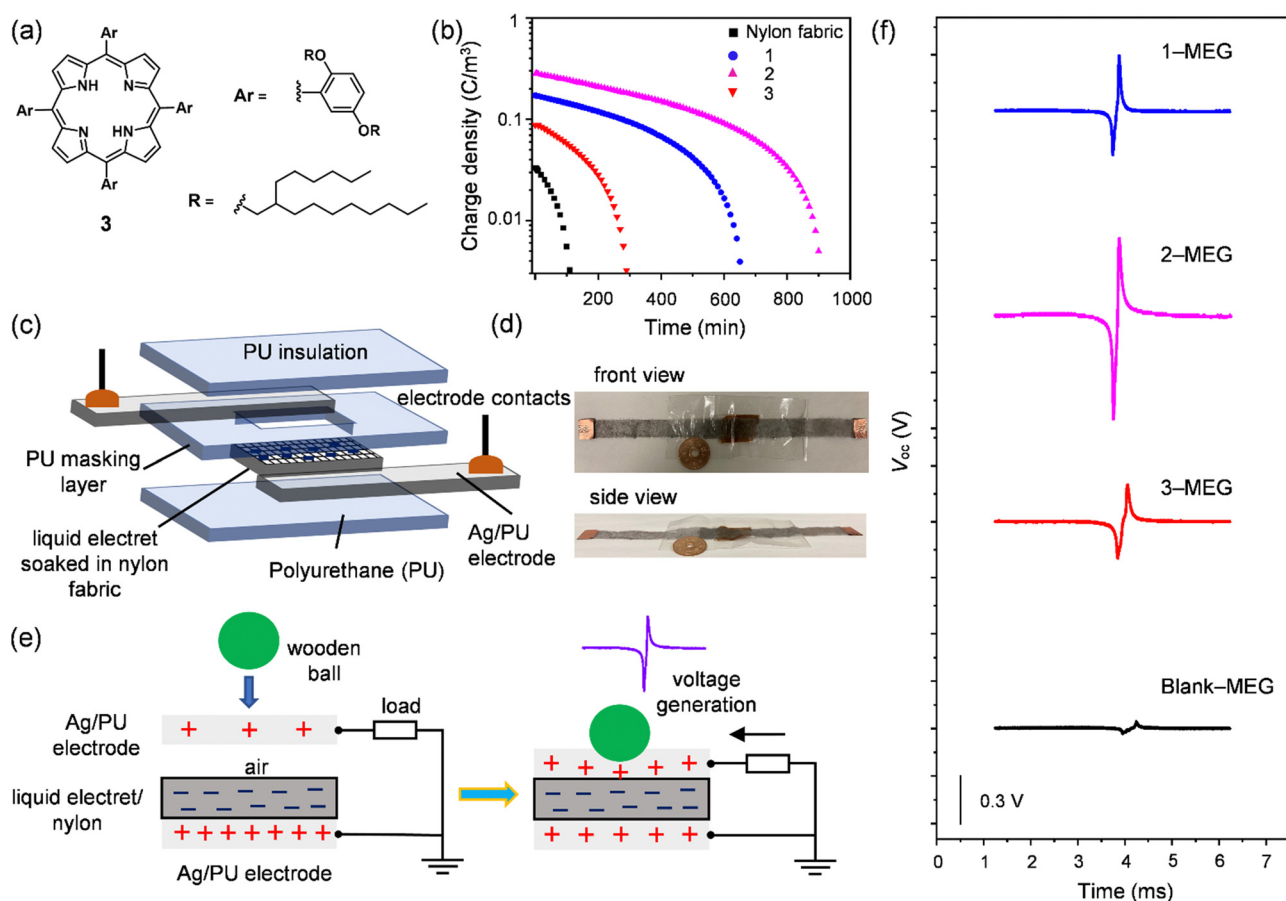 (a)
Ar
Ar
Ar
Ar
NH
N
N
HN
3
Ar =
RO
OR
R =
(b)
Charge density (C/m³)
1
0.1
0.01
200
400
600
800
1000
Time (min)
Nylon fabric
1
2
3
(c)
PU insulation
electrode contacts
PU masking
layer
liquid electret
soaked in nylon
fabric
Polyurethane (PU)
Ag/PU
electrode
(d)
front view
side view
(e)
wooden
ball
Ag/PU
electrode
load
air
liquid electret/
nylon
Ag/PU electrode
voltage
generation
(f)
1–MEG
2–MEG
3–MEG
Blank–MEG
Voc (V)
0.3 V
0
1
2
3
4
5
6
7
Time (ms)